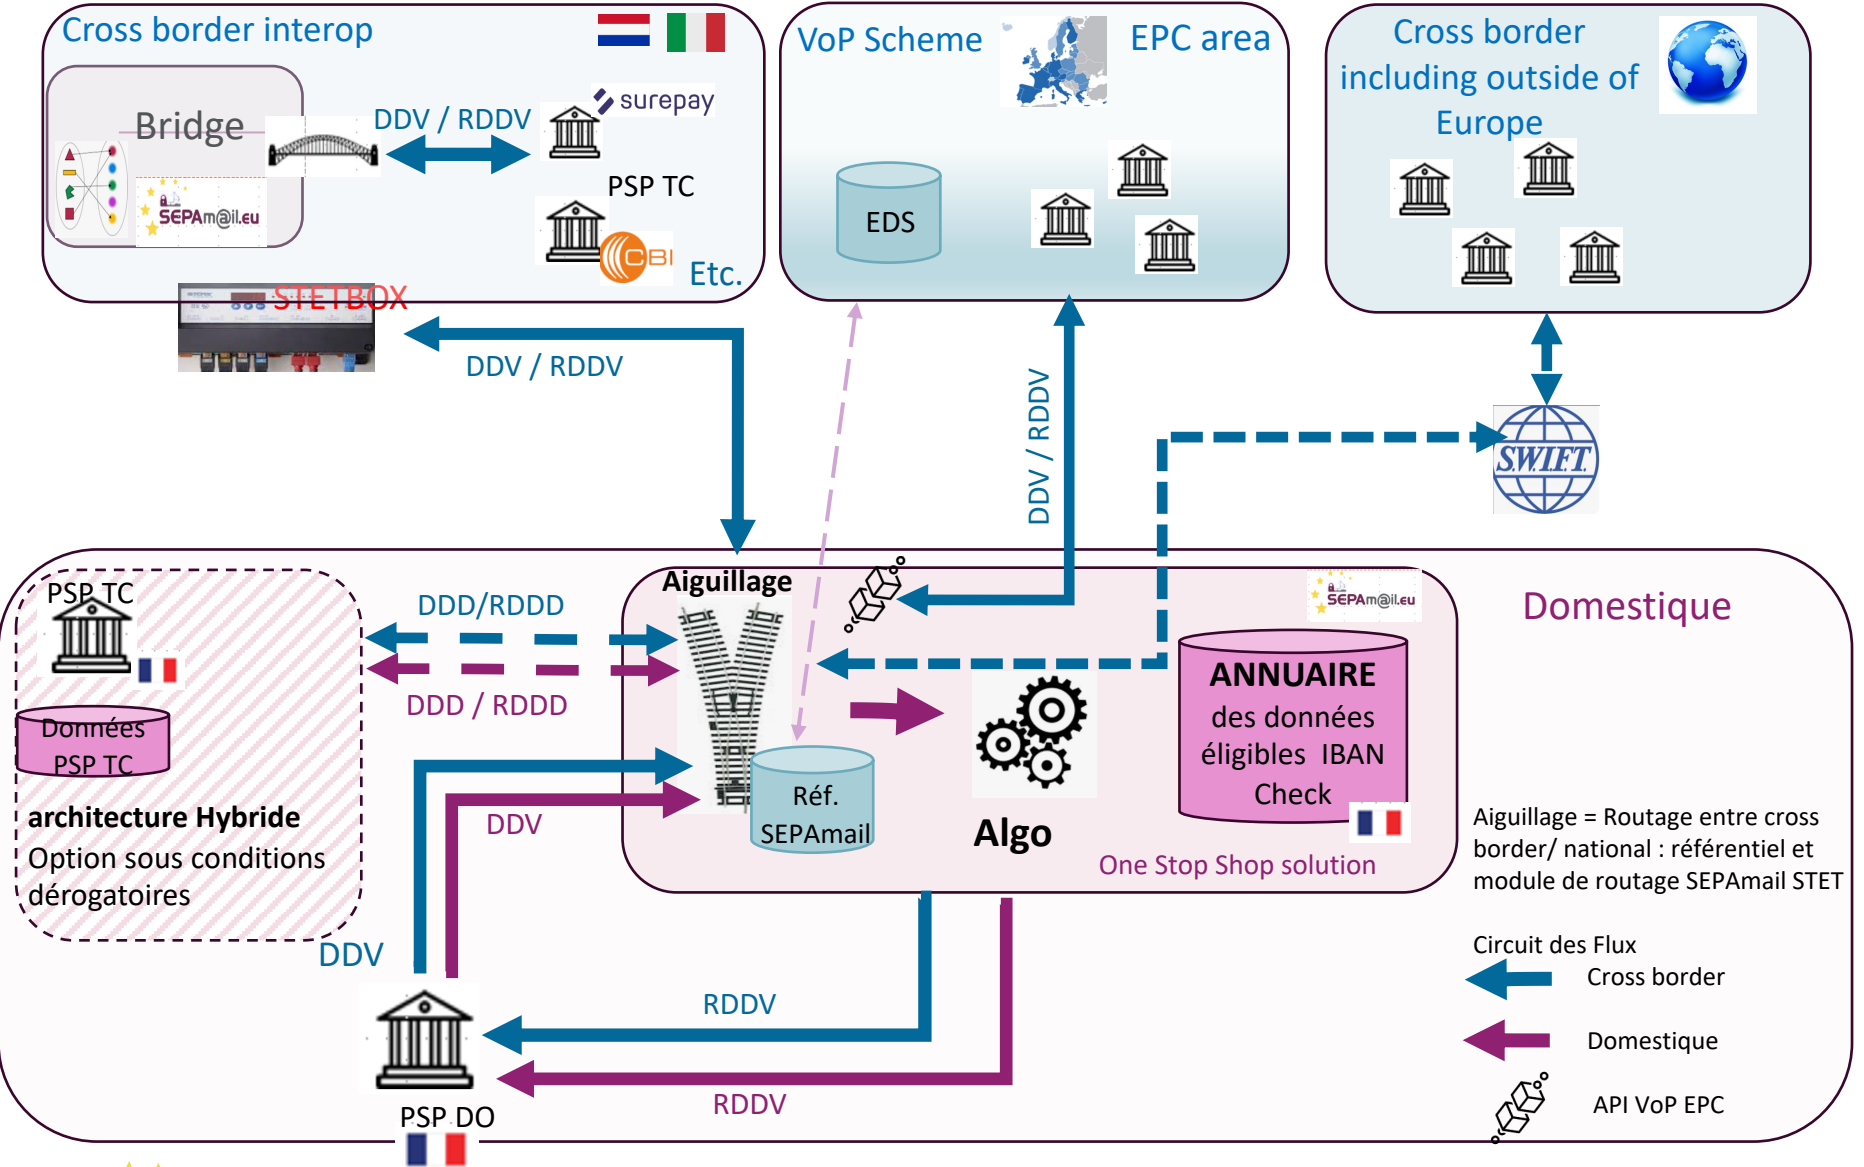 Cross border interop
Bridge
SEPAm@il.eu
DDV / RDDV
surepay
PSP TC
CBI
Etc.
VoP Scheme
EPC area
EDS
Cross border
including outside of
Europe
STETBOX
DDV / RDDV
DDV / RDDV
S.W.I.F.T.
PSP TC
Données
PSP TC
architecture Hybride
Option sous conditions
dérogatoires
DDD/RDDD
DDD / RDDD
Aiguillage
Réf.
SEPAmail
Algo
SEPAm@il.eu
ANNUAIRE
des données
éligibles IBAN
Check
One Stop Shop solution
Domestique
DDV
DDV
RDDV
RDDV
PSP DO
Aiguillage = Routage entre cross
border/ national : référentiel et
module de routage SEPAmail STET
Circuit des Flux
Cross border
Domestique
API VoP EPC